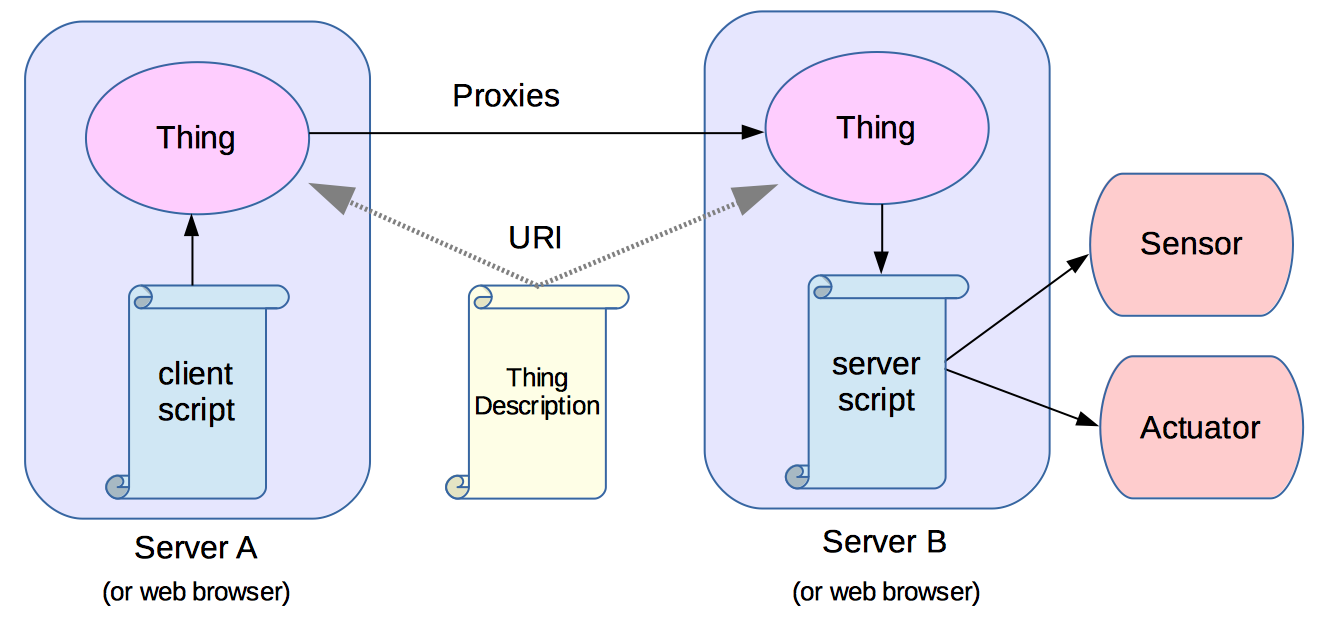 Proxies
Thing
Thing
URI
Sensor
client
script
Thing
Description
server
script
Actuator
Server A
(or web browser)
Server B
(or web browser)